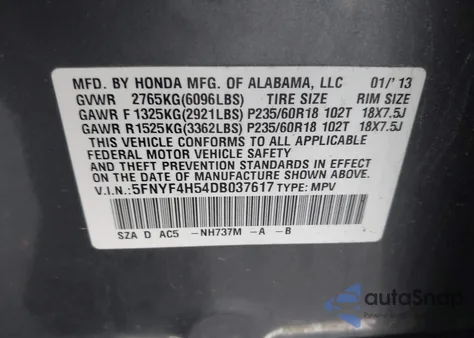 MFD. BY HONDA MFG. OF ALABAMA, LLC 01/'13
GVWR 2765KG(6096LBS) TIRE SIZE RIM SIZE
GAWR F 1325KG(2921LBS) P235/60R18 102T 18X7.5J
GAWR R 1525KG(3362LBS) P235/60R18 102T 18X7.5J
THIS VEHICLE CONFORMS TO ALL APPLICABLE
FEDERAL MOTOR VEHICLE SAFETY
AND THEFT PREVENTION STANDARDS IN EFFECT
ON THE DATE OF MANUFACTURE SHOWN ABOVE.
V.I.N: 5FNYF4H54DB037617 TYPE: MPV
SZA D AC5 -NH737M -A -B
autoSnap